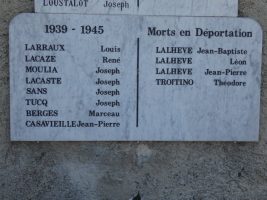 LOUSTALOT Joseph
1939 - 1945
LARRAUX Louis
LACAZE René
MOULIA Joseph
LACASTE Joseph
SANS Joseph
TUCQ Joseph
BERGES Marceau
CASAVIEILLE Jean-Pierre
Morts en Déportation
LALHEVE Jean-Baptiste
LALHEVE Léon
LALHEVE Jean-Pierre
TROITINO Théodore